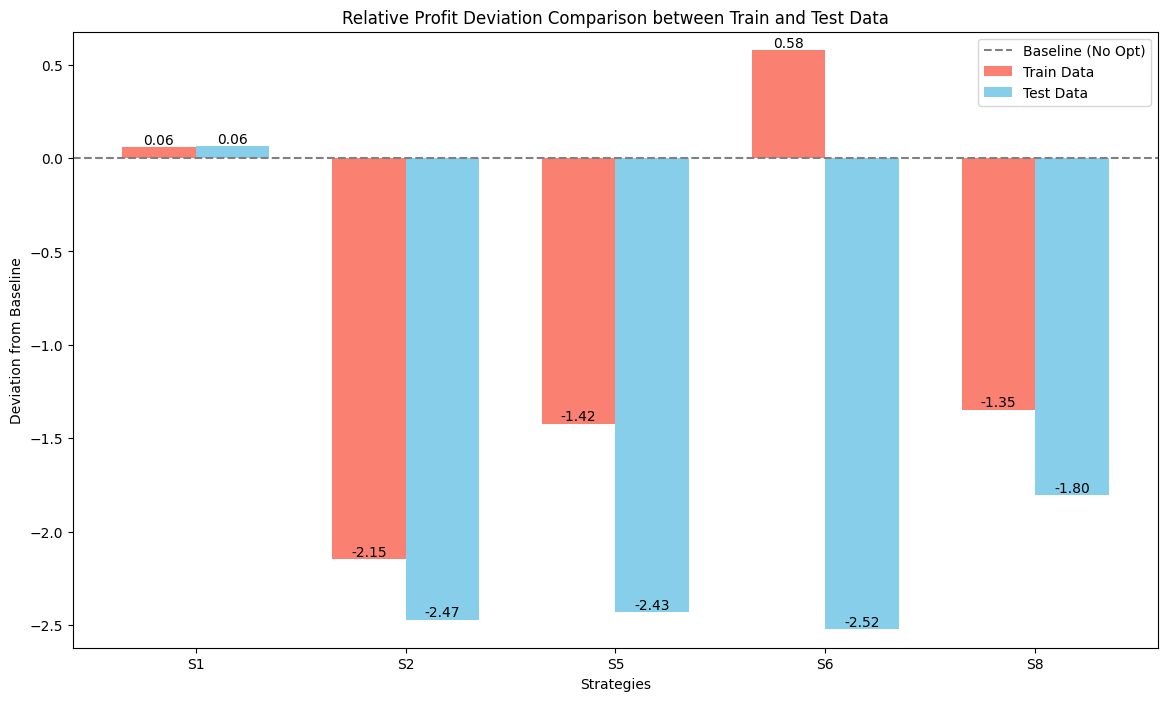 Relative Profit Deviation Comparison between Train and Test Data
Baseline (No Opt)
Train Data
Test Data
Deviation from Baseline
0.5
0.0
−0.5
−1.0
−1.5
−2.0
−2.5
0.06
0.06
-2.15
-2.47
-1.42
-2.43
0.58
-2.52
-1.35
-1.80
S1
S2
S5
S6
S8
Strategies